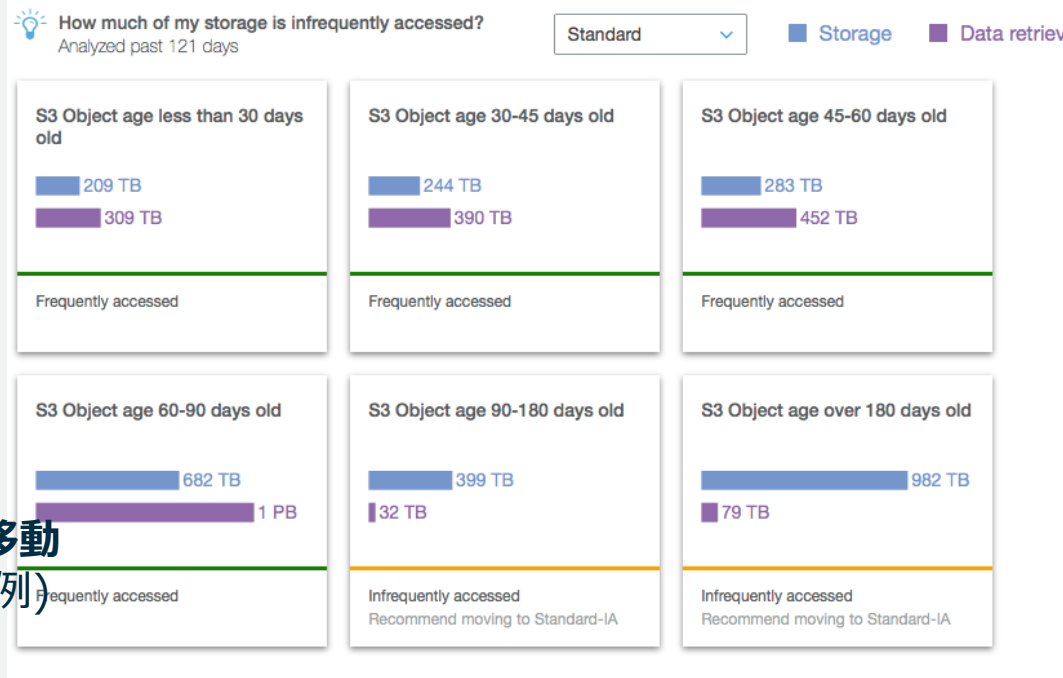 How much of my storage is infrequently accessed?
Analyzed past 121 days
Standard
Storage
Data retriev
S3 Object age less than 30 days
old
209 TB
309 TB
Frequently accessed
S3 Object age 30-45 days old
244 TB
390 TB
Frequently accessed
S3 Object age 45-60 days old
283 TB
452 TB
Frequently accessed
S3 Object age 60-90 days old
682 TB
1 PB
移動
例)
Frequently accessed
S3 Object age 90-180 days old
399 TB
32 TB
Infrequently accessed
Recommend moving to Standard-IA
S3 Object age over 180 days old
982 TB
79 TB
Infrequently accessed
Recommend moving to Standard-IA